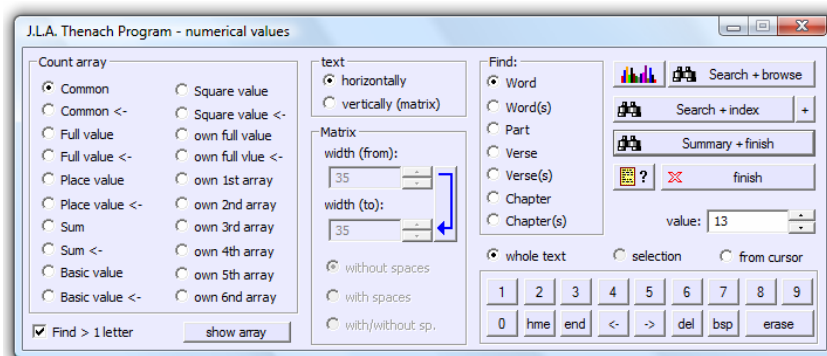 J.L.A. Thenach Program - numerical values
Count array
Common
Common <-
Full value
Full value <-
Place value
Place value <-
Sum
Sum <-
Basic value
Basic value <-
Square value
Square value <-
own full value
own full vlue <-
own 1st array
own 2nd array
own 3rd array
own 4th array
own 5th array
own 6nd array
Find > 1 letter
show array
text
horizontally
vertically (matrix)
Matrix
width (from):
35
width (to):
35
without spaces
with spaces
with/without sp.
Find:
Word
Word(s)
Part
Verse
Verse(s)
Chapter
Chapter(s)
Search + browse
Search + index +
Summary + finish
? finish
value: 13
whole text selection from cursor
1 2 3 4 5 6 7 8 9
0 hme end <- -> del bsp erase